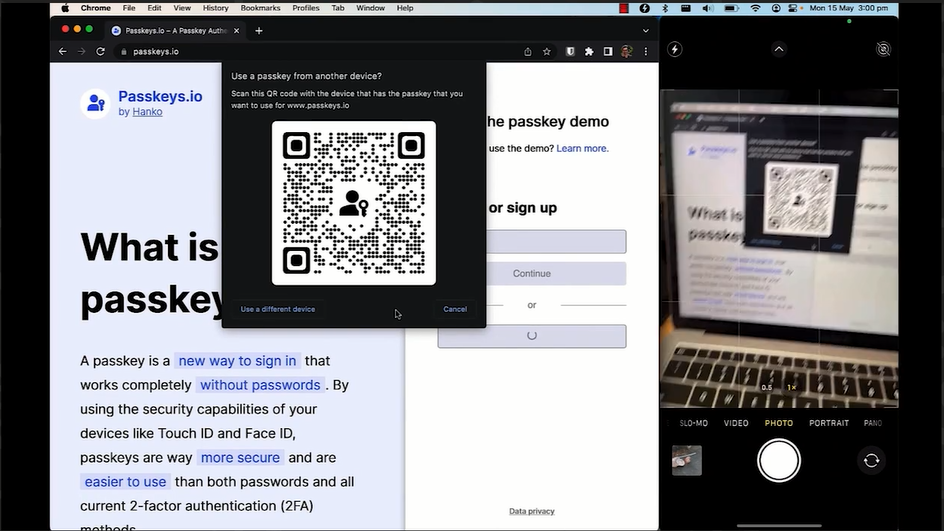 Chrome File Edit View History Bookmarks Profiles Tab Window Help
Mon 15 May 3:00 pm
Passkeys.io – A Passkey Authent
passkeys.io
Passkeys.io
by Hanko
What is
passkey
A passkey is a new way to sign in that
works completely without passwords. By
using the security capabilities of your
devices like Touch ID and Face ID,
passkeys are way more secure and are
easier to use than both passwords and all
current 2-factor authentication (2FA)
methods.
Use a passkey from another device?
Scan this QR code with the device that has the passkey that you
want to use for www.passkeys.io
Use a different device
Cancel
he passkey demo
use the demo? Learn more.
or sign up
Continue
or
Data privacy
Passkeys.io
What is
passkey
0.5 1×
SLO-MO VIDEO PHOTO PORTRAIT PANO